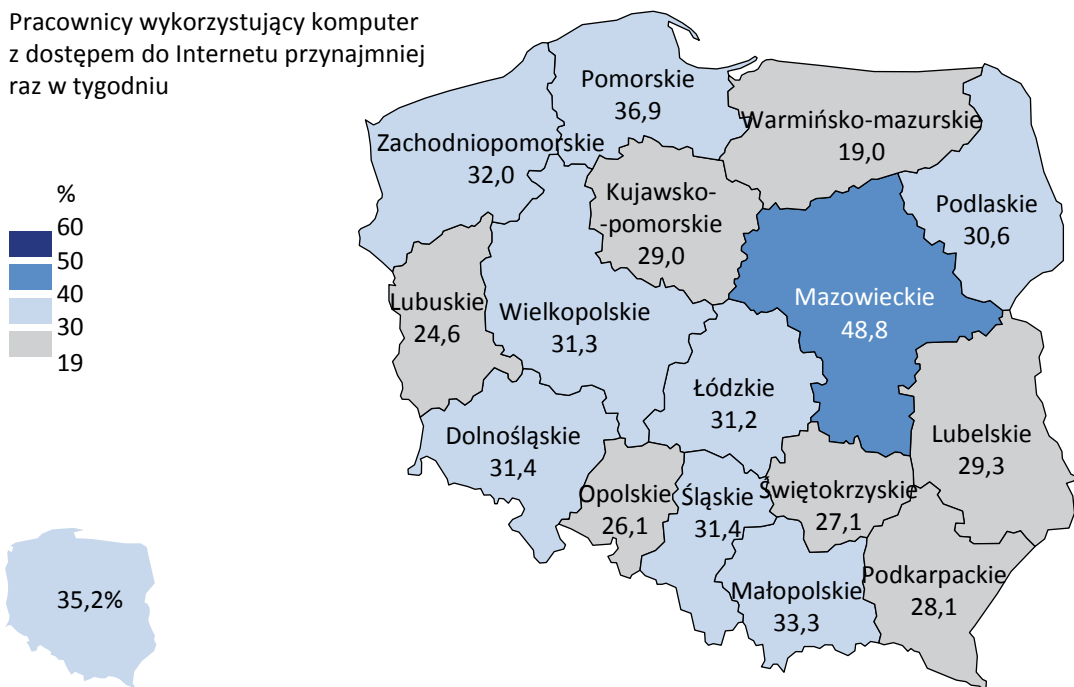 Pracownicy wykorzystujący komputer
z dostępem do Internetu przynajmniej
raz w tygodniu
%
60
50
40
30
19
35,2%
Pomorskie
36,9
Warmińsko-mazurskie
19,0
Zachodniopomorskie
32,0
Kujawsko-
-pomorskie
29,0
Podlaskie
30,6
Lubuskie
24,6
Wielkopolskie
31,3
Mazowieckie
48,8
Łódzkie
31,2
Dolnośląskie
31,4
Lubelskie
29,3
Opolskie
26,1
Śląskie
31,4
Świętokrzyskie
27,1
Małopolskie
33,3
Podkarpackie
28,1